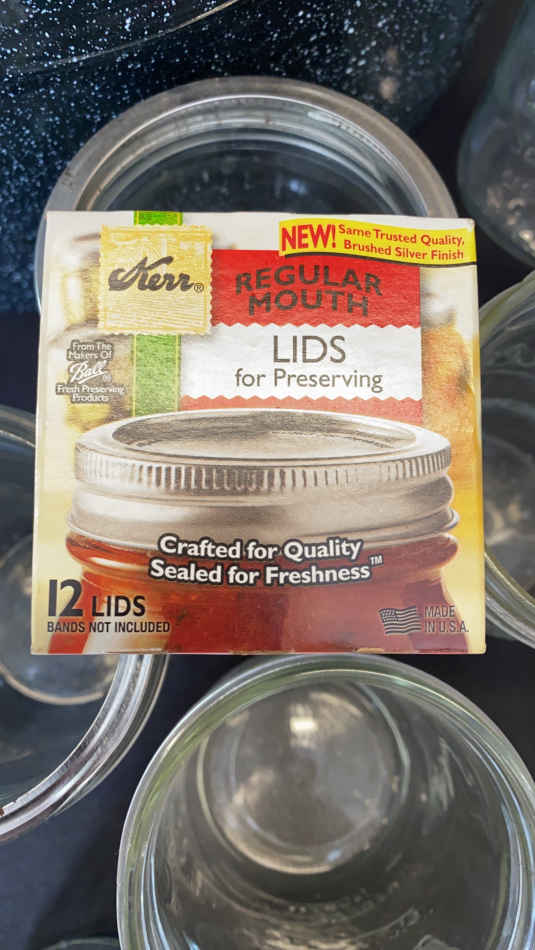 NEW! Same Trusted Quality,
Brushed Silver Finish
Kerr®
REGULAR
MOUTH
LIDS
for Preserving
From The
Makers Of
Ball®
Fresh Preserving
Products
Crafted for Quality
Sealed for Freshness™
12 LIDS
BANDS NOT INCLUDED
MADE
IN U.S.A.